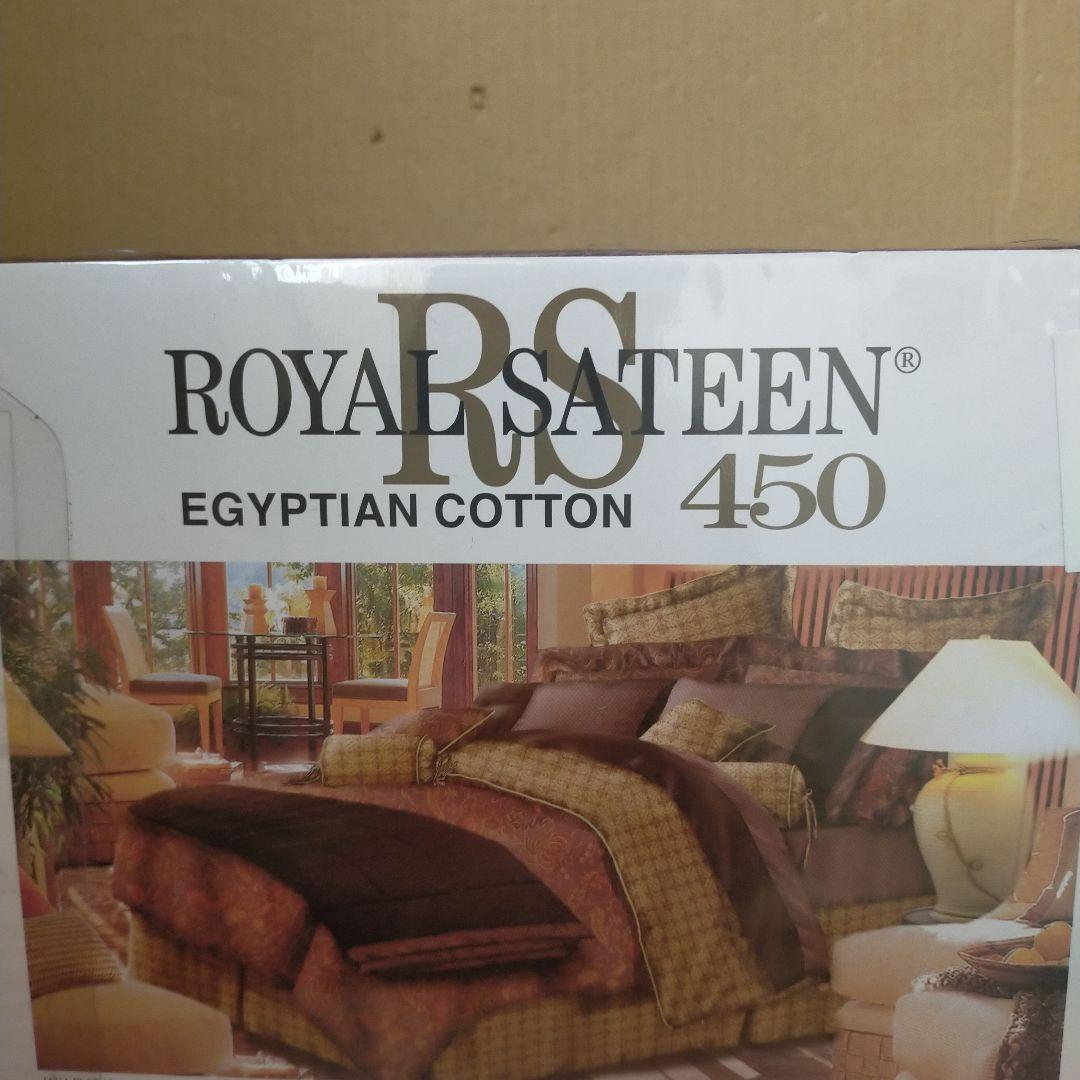 RS
ROYAL SATEEN®
EGYPTIAN COTTON 450